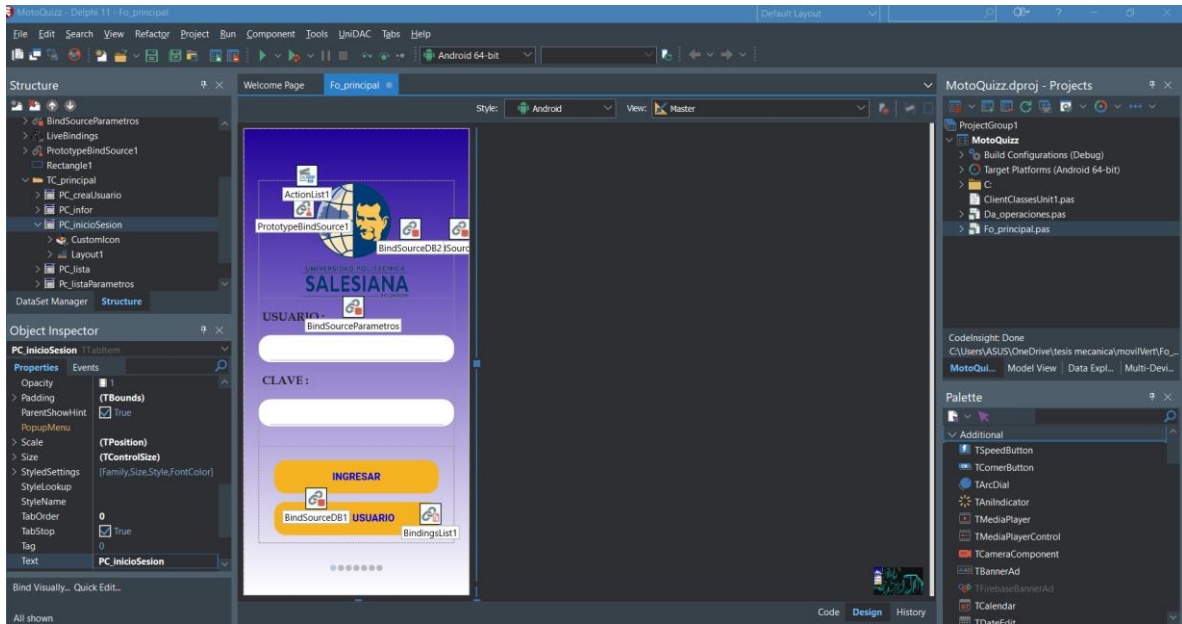 MotoQuizz - Delphi 11 - Fo_principal
Default Layout
File Edit Search View Refactor Project Run Component Tools UniDAC Tabs Help
Android 64-bit
Structure
BindSourceParametros
LiveBindings
PrototypeBindSource1
Rectangle1
TC_principal
PC_creaUsuario
PC_infor
PC_inicioSesion
CustomIcon
Layout1
PC_lista
Pc_listaParametros
DataSet Manager Structure
Object Inspector
PC_inicioSesion TTabItem
Properties Events
Opacity 1
Padding (TBounds)
ParentShowHint True
PopupMenu
Scale (TPosition)
Size (TControlSize)
StyledSettings [Family,Size,Style,FontColor]
StyleLookup
StyleName
TabOrder 0
TabStop True
Tag 0
Text PC_inicioSesion
Bind Visually... Quick Edit...
All shown
Welcome Page Fo_principal
Style: Android View: Master
ActionList1
PrototypeBindSource1
BindSourceDB2
UNIVERSIDAD POLITÉCNICA
SALESIANA
ECUADOR
USUARIO :
BindSourceParametros
CLAVE :
INGRESAR
BindSourceDB1 USUARIO
BindingsList1
Code Design History
MotoQuizz.dproj - Projects
ProjectGroup1
MotoQuizz
Build Configurations (Debug)
Target Platforms (Android 64-bit)
C:
ClientClassesUnit1.pas
Da_operaciones.pas
Fo_principal.pas
CodeInsight: Done
C:\Users\ASUS\OneDrive\tesis mecanica\movilVert\Fo_...
MotoQui... Model View Data Expl... Multi-Devi...
Palette
Additional
TSpeedButton
TCornerButton
TArcDial
TAniIndicator
TMediaPlayer
TMediaPlayerControl
TCameraComponent
TBannerAd
TFirebaseBannerAd
TCalendar
TDateEdit